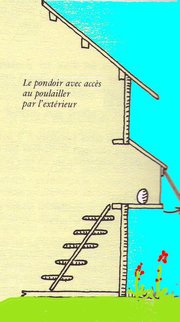 Le pondoir avec accès
au poulailler
par l'extérieur